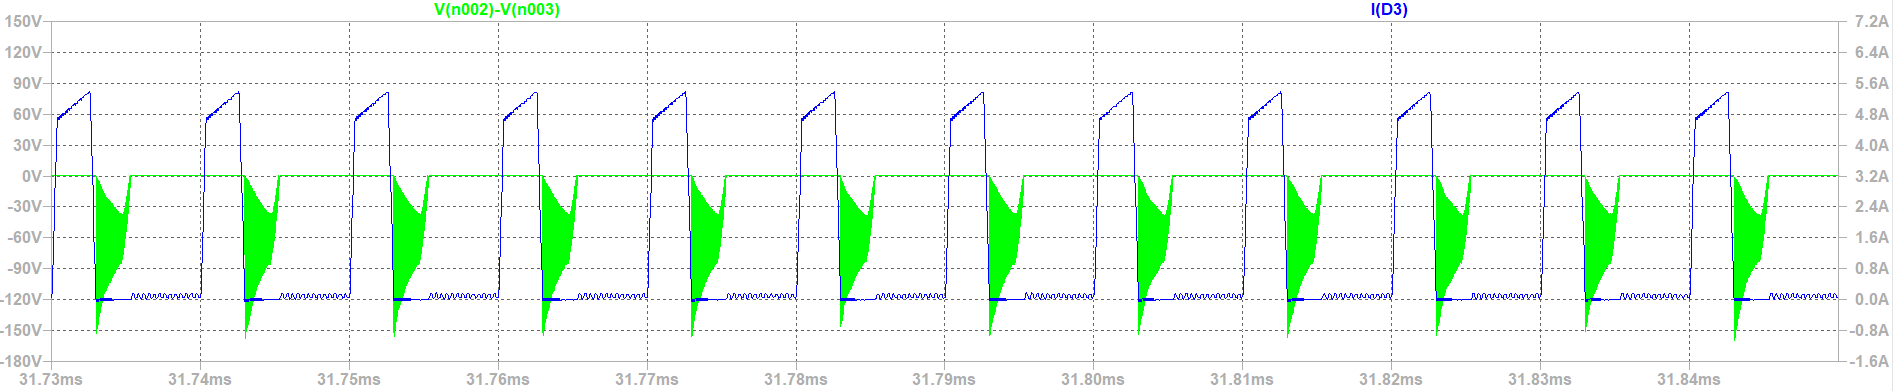 V(n002)-V(n003) I(D3)
150V 7.2A
120V 6.4A
90V 5.6A
60V 4.8A
30V 4.0A
0V 3.2A
-30V 2.4A
-60V 1.6A
-90V 0.8A
-120V 0.0A
-150V -0.8A
-180V -1.6A
31.73ms 31.74ms 31.75ms 31.76ms 31.77ms 31.78ms 31.79ms 31.80ms 31.81ms 31.82ms 31.83ms 31.84ms